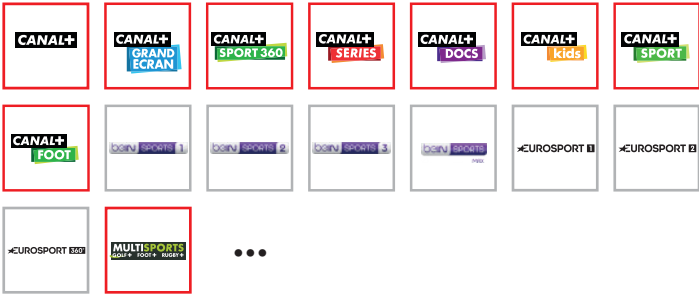 CANAL+
CANAL+
GRAND
ECRAN
CANAL+
SPORT 360
CANAL+
SERIES
CANAL+
DOCS
CANAL+
kids
CANAL+
SPORT
CANAL+
FOOT
beIN SPORTS 1
beIN SPORTS 2
beIN SPORTS 3
beIN SPORTS
MAX
EUROSPORT 1
EUROSPORT 2
EUROSPORT 360
MULTISPORTS
GOLF+ FOOT+ RUGBY+
...